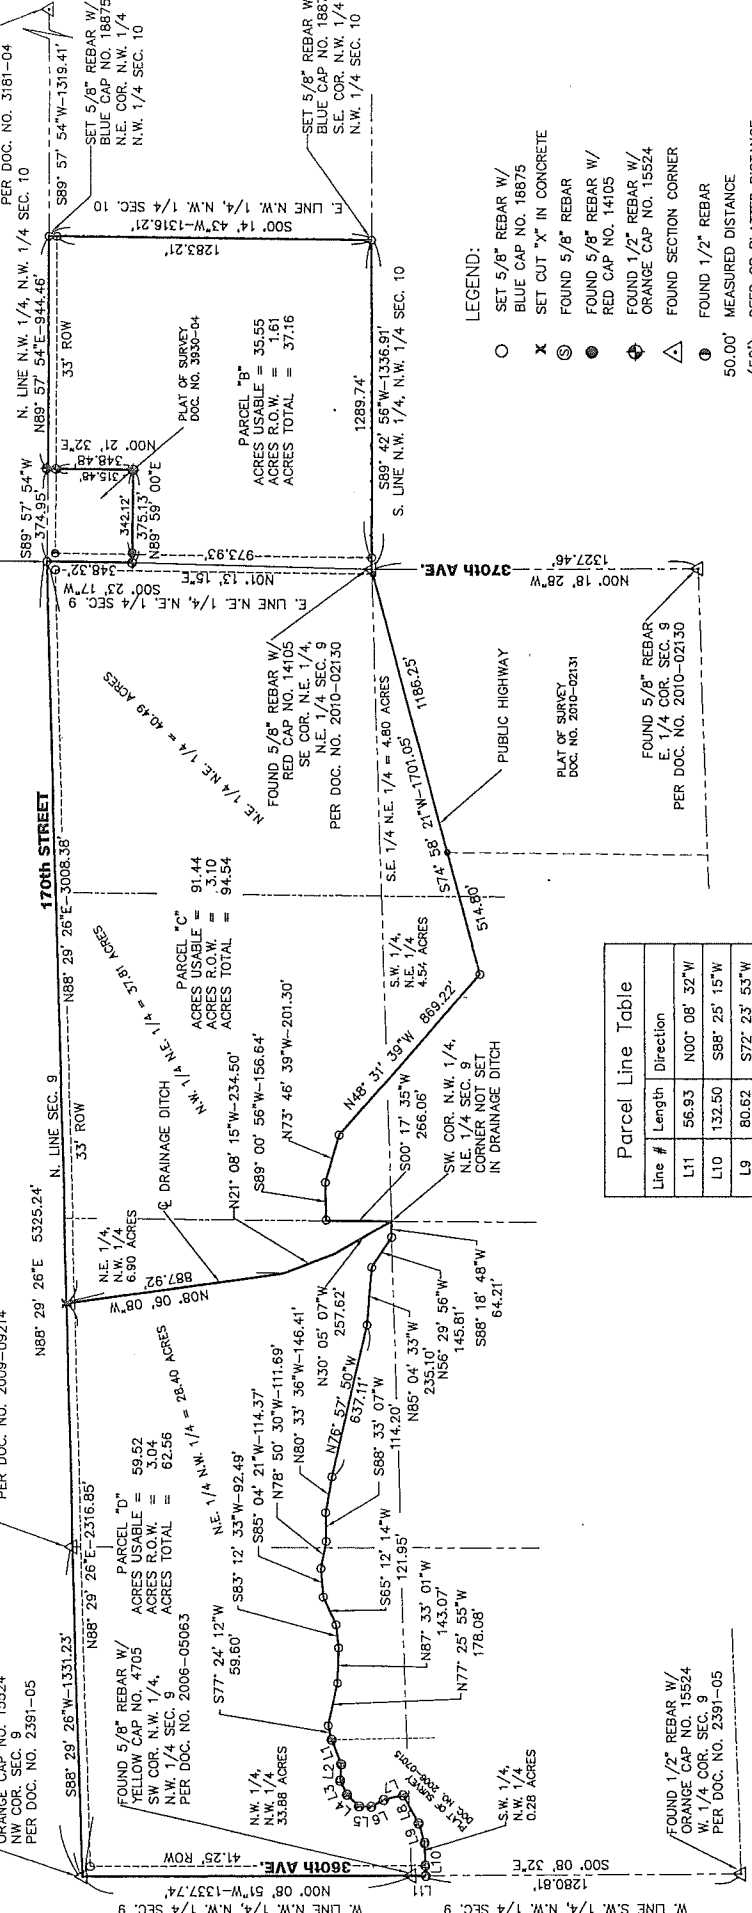 PER DOC. NO. 3181-04
S89° 57' 54"W-1319.41'
SET 5/8" REBAR W/
BLUE CAP NO. 18875
N.E. COR. N.W. 1/4
N.W. 1/4 SEC. 10
SET 5/8" REBAR W/
S.E. COR. N.W. 1/4
N.W. 1/4 SEC. 10
N. LINE N.W. 1/4, N.W. 1/4 SEC. 10
N89° 57' 54"E-944.46'
33' ROW
E. LINE N.W. 1/4, N.W. 1/4 SEC. 10
S00° 14' 43"W-1316.21'
1283.21'
S89° 57' 54"W
374.95'
N00° 21' 32"E
348.48'
315.48'
342.12'
375.13'
N89° 59' 00"E
PLAT OF SURVEY
DOC. NO. 3930-04
PARCEL "B"
ACRES USABLE = 35.55
ACRES R.O.W. = 1.61
ACRES TOTAL = 37.16
1289.74'
S89° 42' 56"W-1336.91'
S. LINE N.W. 1/4, N.W. 1/4 SEC. 10
973.93'
348.32'
N01° 13' 15"E
S00° 23' 17"W
E. LINE N.E. 1/4, N.E. 1/4 SEC. 9
370th AVE.
N00° 18' 28"W
1327.46'
LEGEND:
SET 5/8" REBAR W/
BLUE CAP NO. 18875
SET CUT "X" IN CONCRETE
FOUND 5/8" REBAR
FOUND 5/8" REBAR W/
RED CAP NO. 14105
FOUND 1/2" REBAR W/
ORANGE CAP NO. 15524
FOUND SECTION CORNER
FOUND 1/2" REBAR
50.00' MEASURED DISTANCE
170th STREET
N88° 29' 26"E-3008.38'
N.E. 1/4 N.E. 1/4 = 40.49 ACRES
FOUND 5/8" REBAR W/
RED CAP NO. 14105
SE COR. N.E. 1/4,
N.E. 1/4 SEC. 9
PER DOC. NO. 2010-02130
S.E. 1/4 N.E. 1/4 = 4.80 ACRES
1186.25'
S74° 58' 21"W-1701.05'
514.80'
PUBLIC HIGHWAY
PLAT OF SURVEY
DOC. NO. 2010-02131
FOUND 5/8" REBAR
E. 1/4 COR. SEC. 9
PER DOC. NO. 2010-02130
PARCEL "C"
ACRES USABLE = 91.44
ACRES R.O.W. = 3.10
ACRES TOTAL = 94.54
N.W. 1/4 N.E. 1/4 = 37.81 ACRES
S.W. 1/4,
N.E. 1/4
4.54 ACRES
N48° 31' 39"W 869.22'
N73° 46' 39"W-201.30'
S89° 00' 56"W-156.64'
N21° 08' 15"W-234.50'
S00° 17' 35"W
266.06'
SW. COR. N.W. 1/4,
N.E. 1/4 SEC. 9
CORNER NOT SET
IN DRAINAGE DITCH
N. LINE SEC. 9
33' ROW
N88° 29' 26"E 5325.24'
℄ DRAINAGE DITCH
N.E. 1/4,
N.W. 1/4
6.90 ACRES
887.92'
N08° 06' 08"W
PER DOC. NO. 2009-09214
N30° 05' 07"W
257.62'
S88° 18' 48"W
64.21'
N56° 29' 56"W
145.81'
N85° 04' 33"W
235.10'
N76° 57' 50"W
637.11'
S88° 33' 07"W
114.20'
N80° 33' 36"W-146.41'
N78° 50' 30"W-111.69'
S85° 04' 21"W-114.37'
S83° 12' 33"W-92.49'
S65° 12' 14"W
121.95'
N87° 33' 01"W
143.07'
N77° 25' 55"W
178.08'
S77° 24' 12"W
59.60'
N.E. 1/4 N.W. 1/4 = 28.40 ACRES
PARCEL "D"
ACRES USABLE = 59.52
ACRES R.O.W. = 3.04
ACRES TOTAL = 62.56
N88° 29' 26"E-2316.85'
S88° 29' 26"W-1331.23'
ORANGE CAP NO. 15524
NW COR. SEC. 9
PER DOC. NO. 2391-05
FOUND 5/8" REBAR W/
YELLOW CAP NO. 4705
SW COR. N.W. 1/4,
N.W. 1/4 SEC. 9
PER DOC. NO. 2006-05063
N.W. 1/4,
N.W. 1/4
33.88 ACRES
L1
L2
L3
L4
L5
L6
L7
L8
L9
L10
L11
PLAT OF SURVEY
DOC. NO. 2006-07015
S.W. 1/4,
N.W. 1/4
0.28 ACRES
41.25' ROW
360th AVE.
N00° 08' 51"W-1337.74'
W. LINE N.W. 1/4, N.W. 1/4 SEC. 9
S00° 08' 32"E
1280.81'
W. LINE S.W. 1/4, N.W. 1/4 SEC. 9
FOUND 1/2" REBAR W/
ORANGE CAP NO. 15524
W. 1/4 COR. SEC. 9
PER DOC. NO. 2391-05
Parcel Line Table
Line # Length Direction
L11 56.93 N00° 08' 32"W
L10 132.50 S88° 25' 15"W
L9 80.62 S72° 23' 53"W